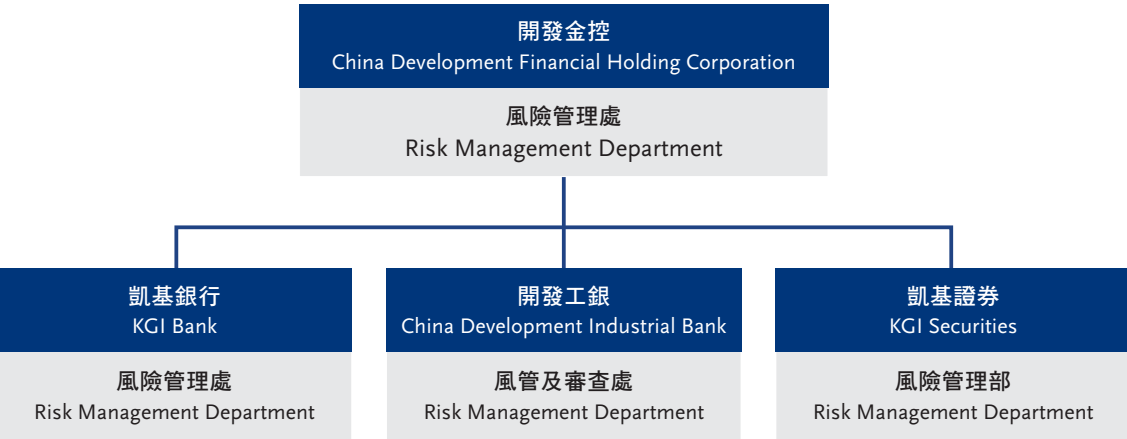 開發金控
China Development Financial Holding Corporation
風險管理處
Risk Management Department
凱基銀行
KGI Bank
風險管理處
Risk Management Department
開發工銀
China Development Industrial Bank
風管及審查處
Risk Management Department
凱基證券
KGI Securities
風險管理部
Risk Management Department